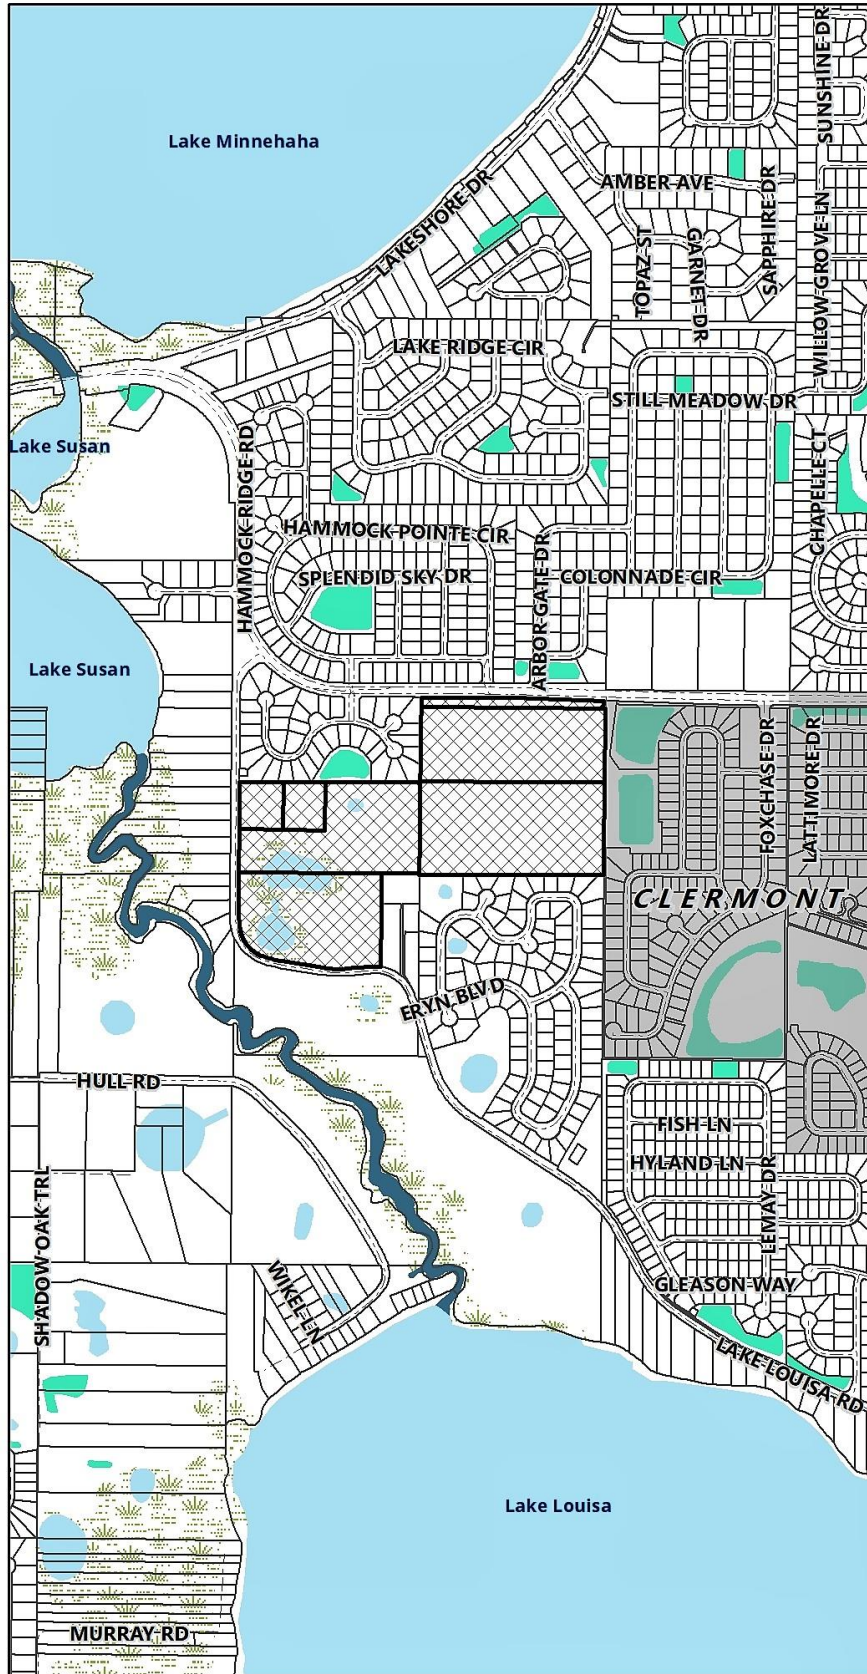 SUNSHINE DR
Lake Minnehaha
AMBER AVE
LAKESHORE DR
SAPPHIRE DR
WILLOW GROVE LN
TOPAZ ST
GARNET DR
LAKE RIDGE CIR
STILL MEADOW DR
Lake Susan
HAMMOCK RIDGE RD
CHAPELLE CT
HAMMOCK POINTE CIR
SPLENDID SKY DR
COLONNADE CIR
ARBOR GATE DR
Lake Susan
FOXCHASE DR
LATTIMORE DR
CLERMONT
ERYN BLVD
HULL RD
FISH LN
HYLAND LN
LEMAY DR
SHADOW OAK TRL
WIKEL LN
GLEASON WAY
LAKE LOUISA RD
Lake Louisa
MURRAY RD